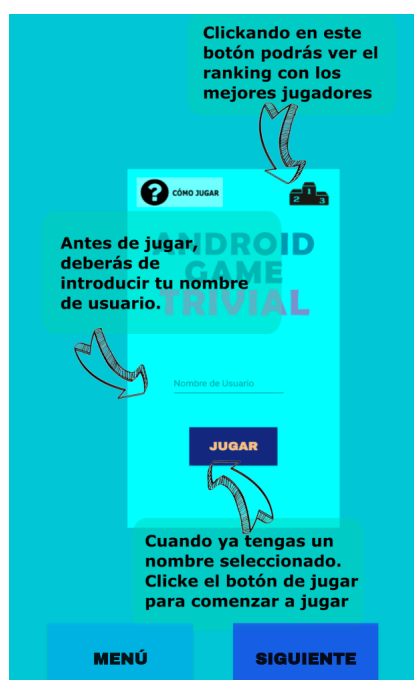 Clickando en este
botón podrás ver el
ranking con los
mejores jugadores
? CÓMO JUGAR
1
2 3
ANDROID
GAME
TRIVIAL
Antes de jugar,
deberás de
introducir tu nombre
de usuario.
Nombre de Usuario
JUGAR
Cuando ya tengas un
nombre seleccionado.
Clicke el botón de jugar
para comenzar a jugar
MENÚ
SIGUIENTE